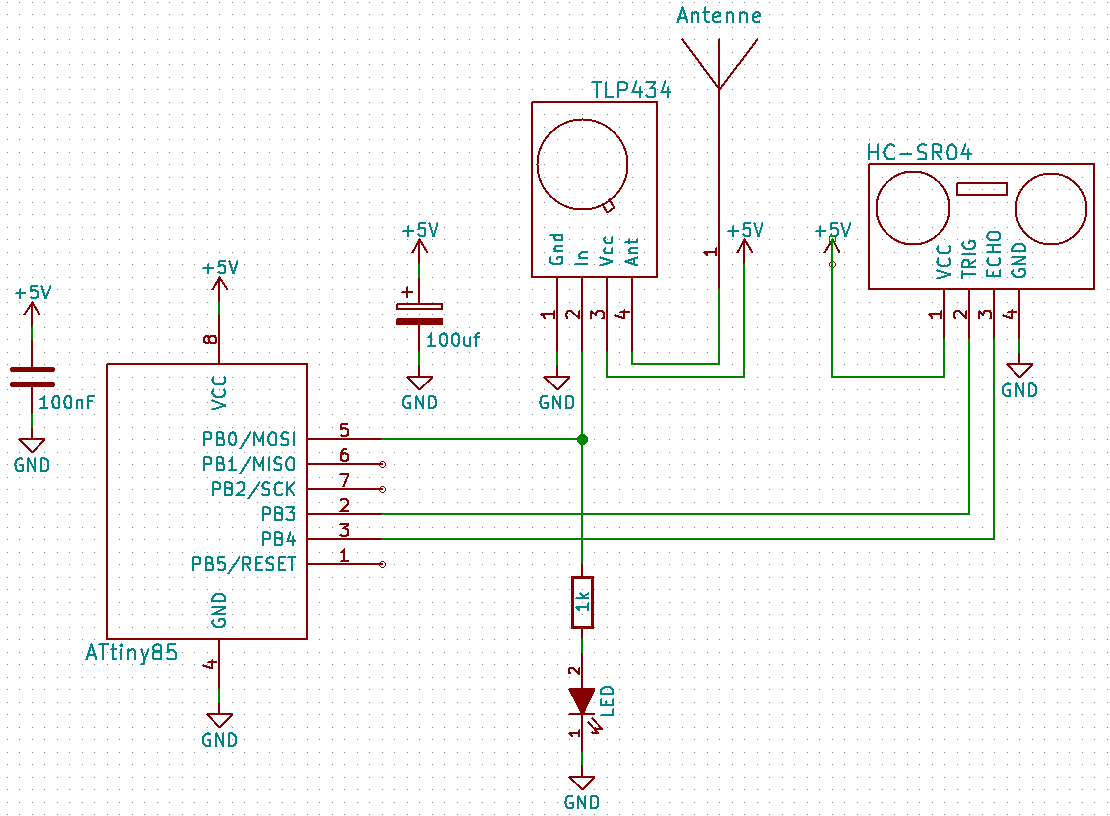 Antenne
TLP434
HC-SR04
Gnd
In
Vcc
Ant
1
2
3
4
1
+5V
+5V
VCC
TRIG
ECHO
GND
1
2
3
4
GND
+5V
+
100uf
GND
GND
+5V
+5V
100nF
GND
8
VCC
PB0/MOSI 5
PB1/MISO 6
PB2/SCK 7
PB3 2
PB4 3
PB5/RESET 1
GND
ATtiny85
4
GND
1k
2
LED
1
GND